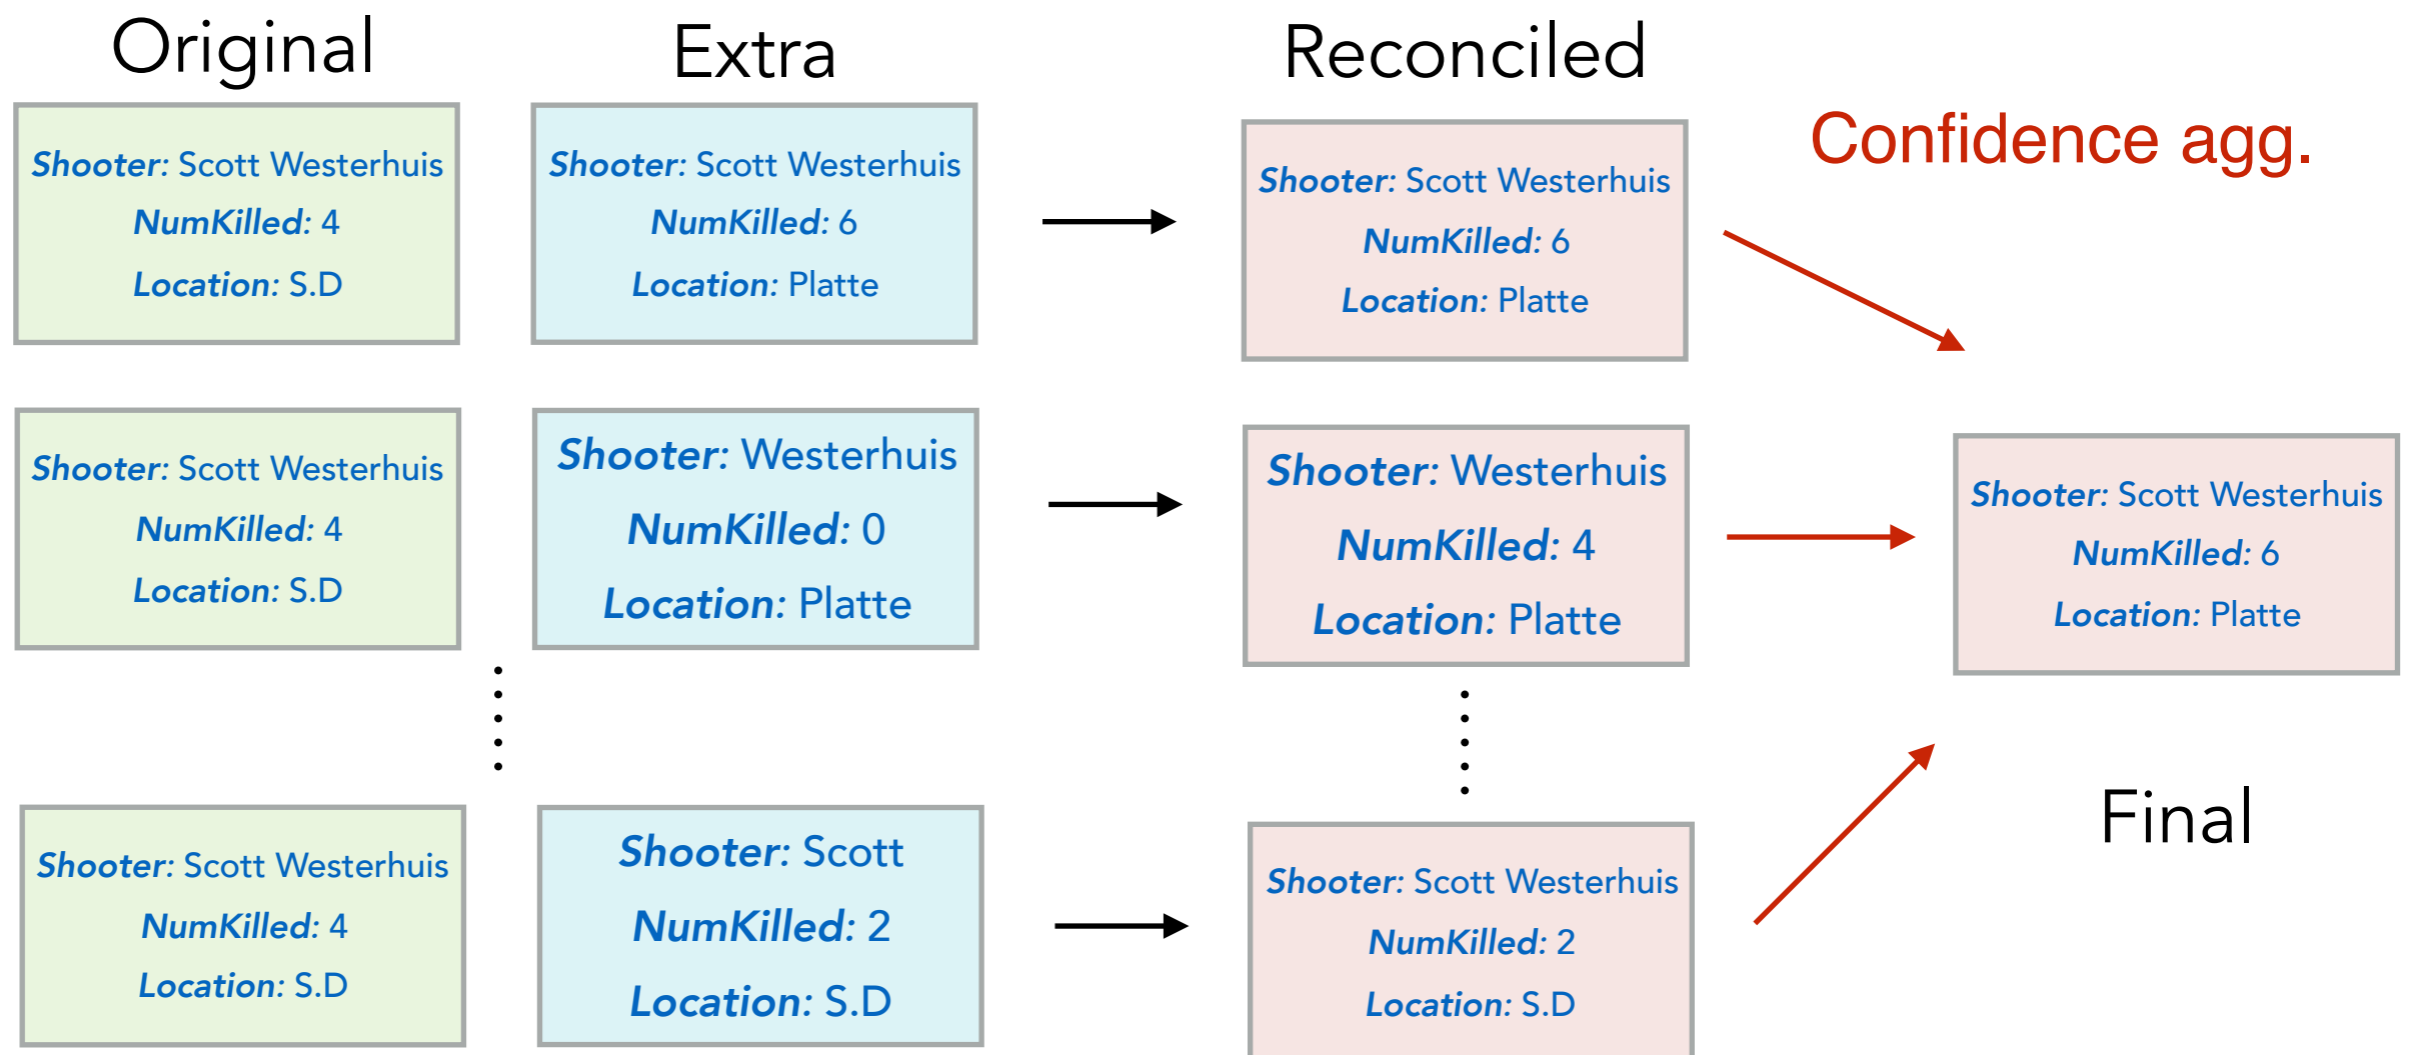 Original
Extra
Reconciled
Confidence agg.
Shooter: Scott Westerhuis
NumKilled: 4
Location: S.D
Shooter: Scott Westerhuis
NumKilled: 6
Location: Platte
Shooter: Scott Westerhuis
NumKilled: 6
Location: Platte
Shooter: Scott Westerhuis
NumKilled: 4
Location: S.D
Shooter: Westerhuis
NumKilled: 0
Location: Platte
Shooter: Westerhuis
NumKilled: 4
Location: Platte
Shooter: Scott Westerhuis
NumKilled: 6
Location: Platte
Final
Shooter: Scott Westerhuis
NumKilled: 4
Location: S.D
Shooter: Scott
NumKilled: 2
Location: S.D
Shooter: Scott Westerhuis
NumKilled: 2
Location: S.D